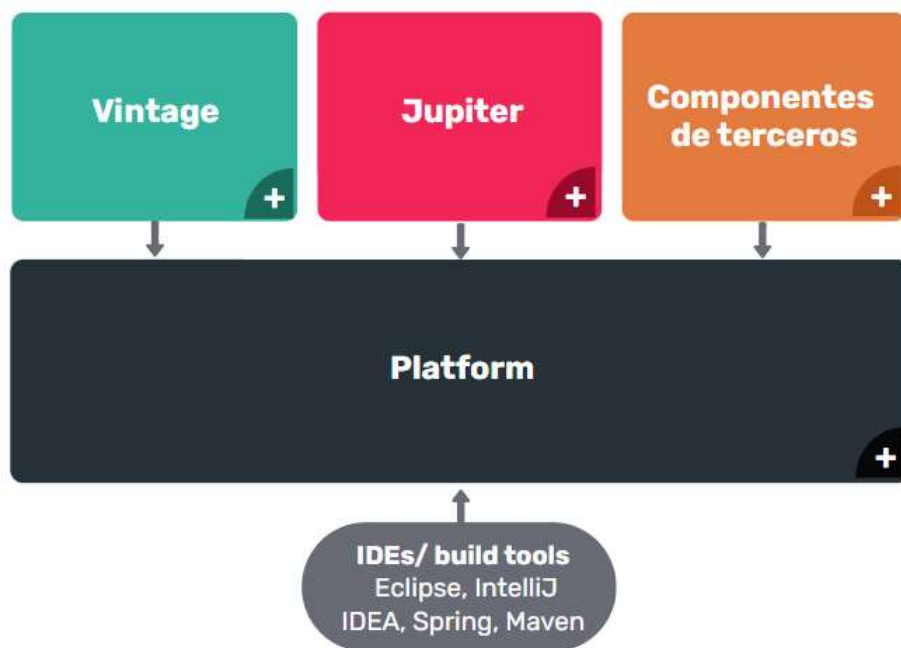 Vintage
+
Jupiter
+
Componentes
de terceros
+
Platform
+
IDEs/ build tools
Eclipse, IntelliJ
IDEA, Spring, Maven